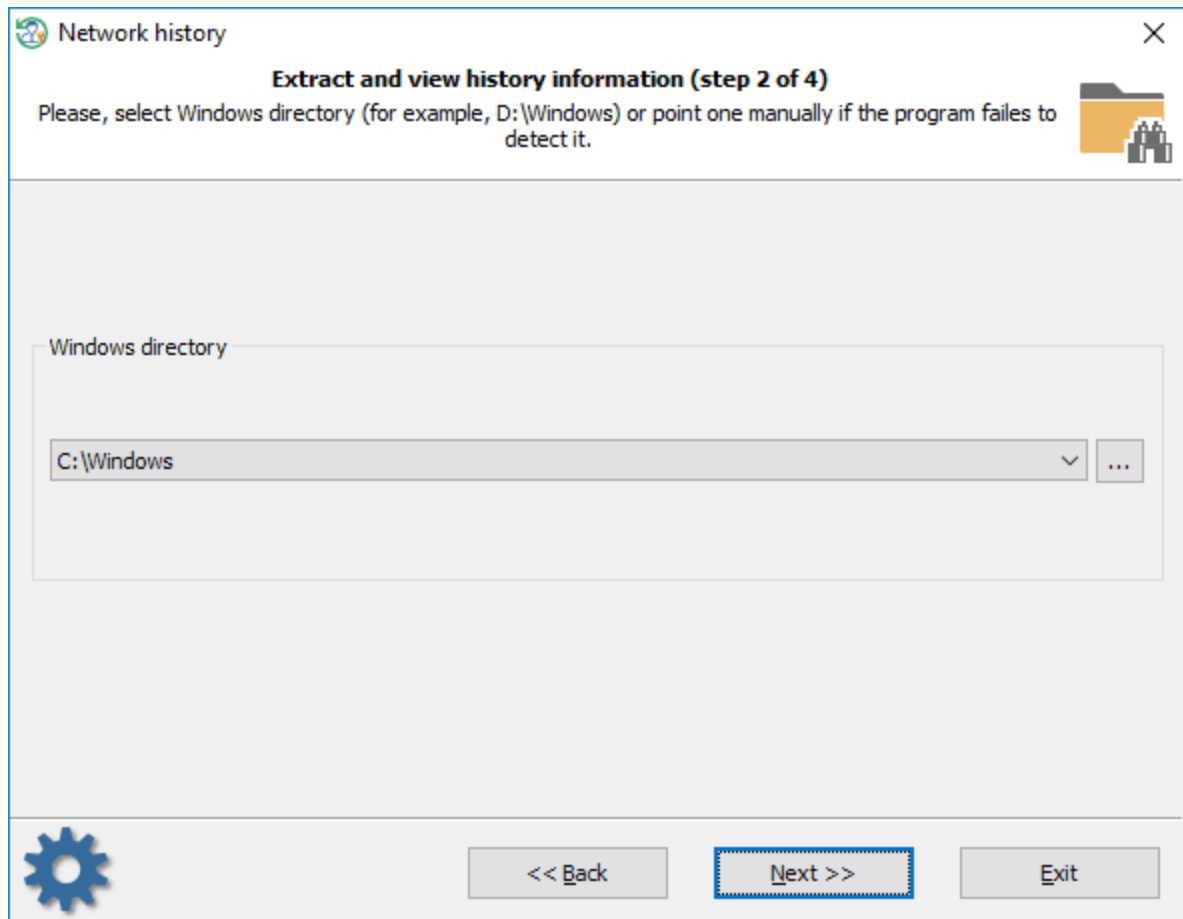 Network history
Extract and view history information (step 2 of 4)
Please, select Windows directory (for example, D:\Windows) or point one manually if the program failes to
detect it.
Windows directory
C:\Windows
...
<< Back
Next >>
Exit